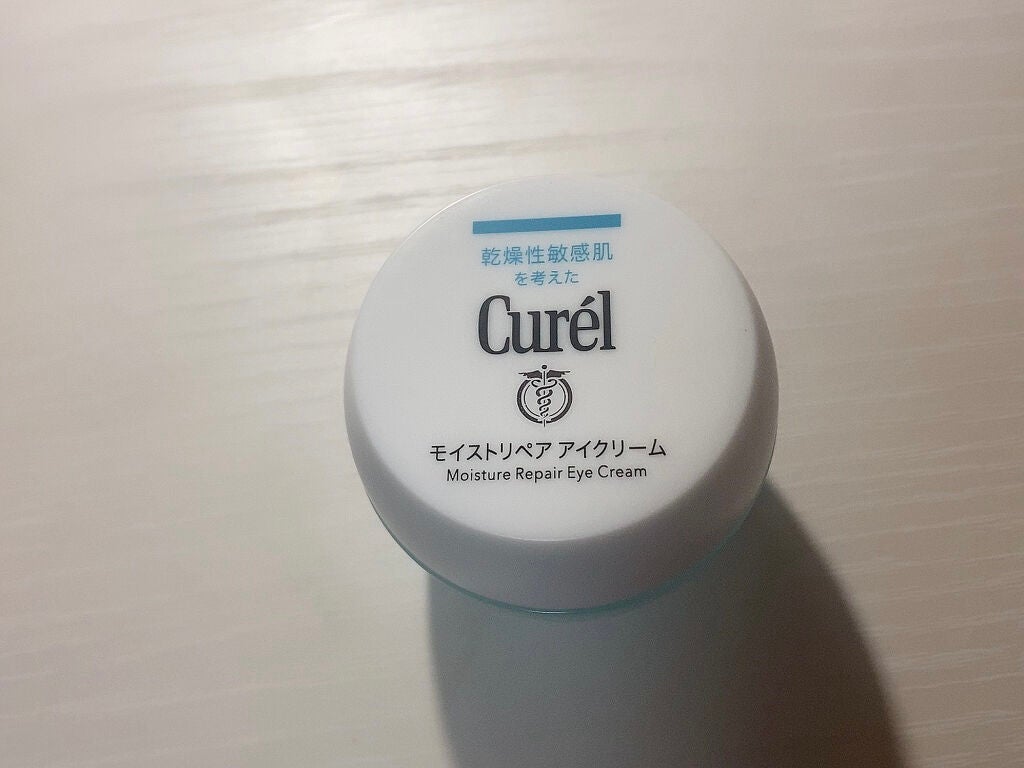 乾燥性敏感肌
を考えた
Curél
モイストリペア アイクリーム
Moisture Repair Eye Cream